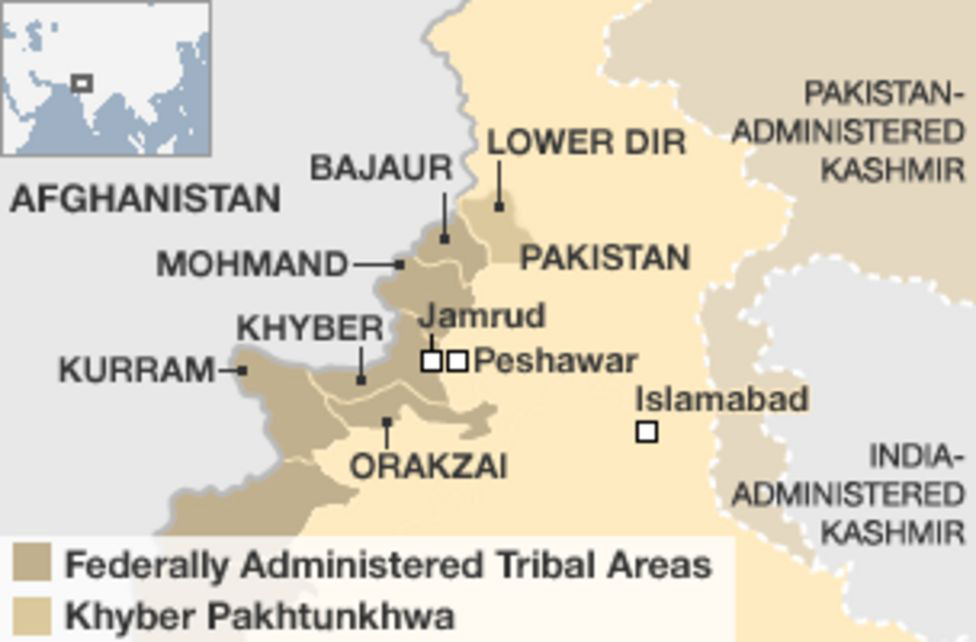 PAKISTAN-
ADMINISTERED
KASHMIR
LOWER DIR
BAJAUR
AFGHANISTAN
MOHMAND
PAKISTAN
KHYBER
Jamrud
KURRAM
Peshawar
Islamabad
ORAKZAI
INDIA-
ADMINISTERED
KASHMIR
Federally Administered Tribal Areas
Khyber Pakhtunkhwa